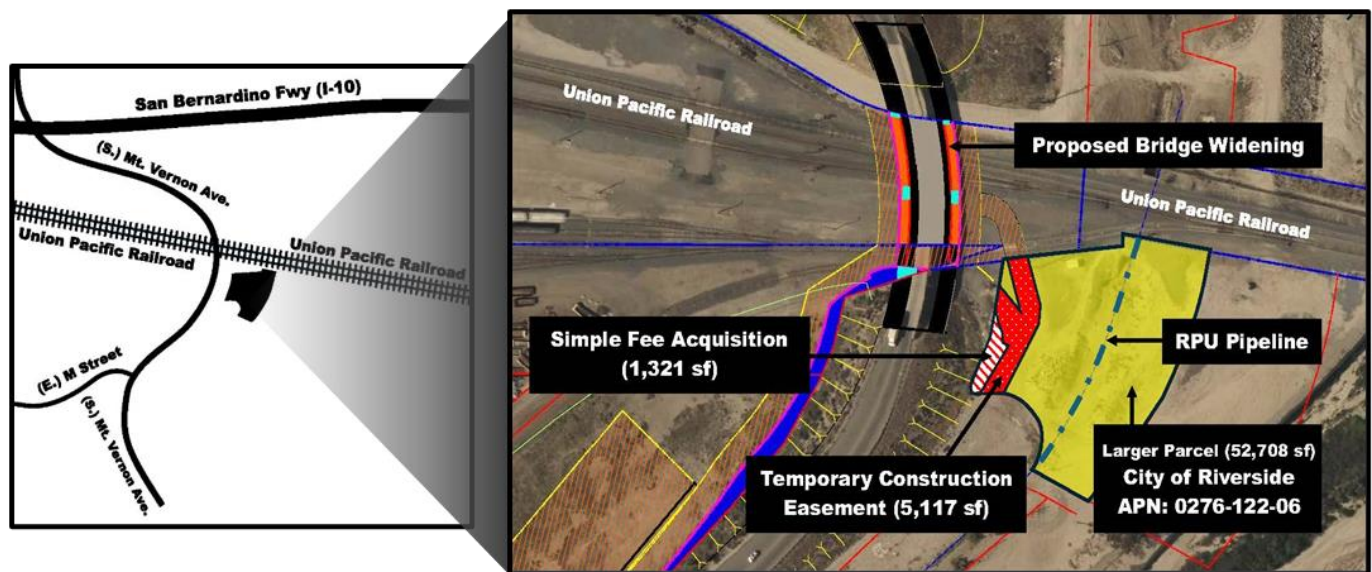 San Bernardino Fwy (I-10)
(S.) Mt. Vernon Ave.
Union Pacific Railroad
Union Pacific Railroad
(E.) M Street
(S.) Mt. Vernon Ave.
Union Pacific Railroad
Proposed Bridge Widening
Union Pacific Railroad
Simple Fee Acquisition
(1,321 sf)
RPU Pipeline
Temporary Construction
Easement (5,117 sf)
Larger Parcel (52,708 sf)
City of Riverside
APN: 0276-122-06